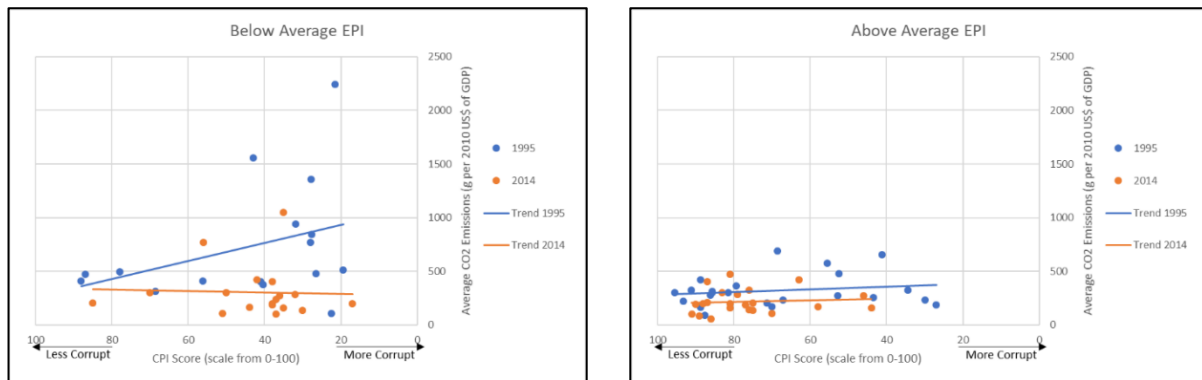 Below Average EPI
2500
2000
1500
1000
500
0
Average CO2 Emissions (g per 2010 US$ of GDP)
1995
2014
Trend 1995
Trend 2014
100 80 60 40 20 0
Less Corrupt CPI Score (scale from 0-100) More Corrupt
Above Average EPI
2500
2000
1500
1000
500
0
Average CO2 Emissions (g per 2010 US$ of GDP)
1995
2014
Trend 1995
Trend 2014
100 80 60 40 20 0
Less Corrupt CPI Score (scale from 0-100) More Corrupt